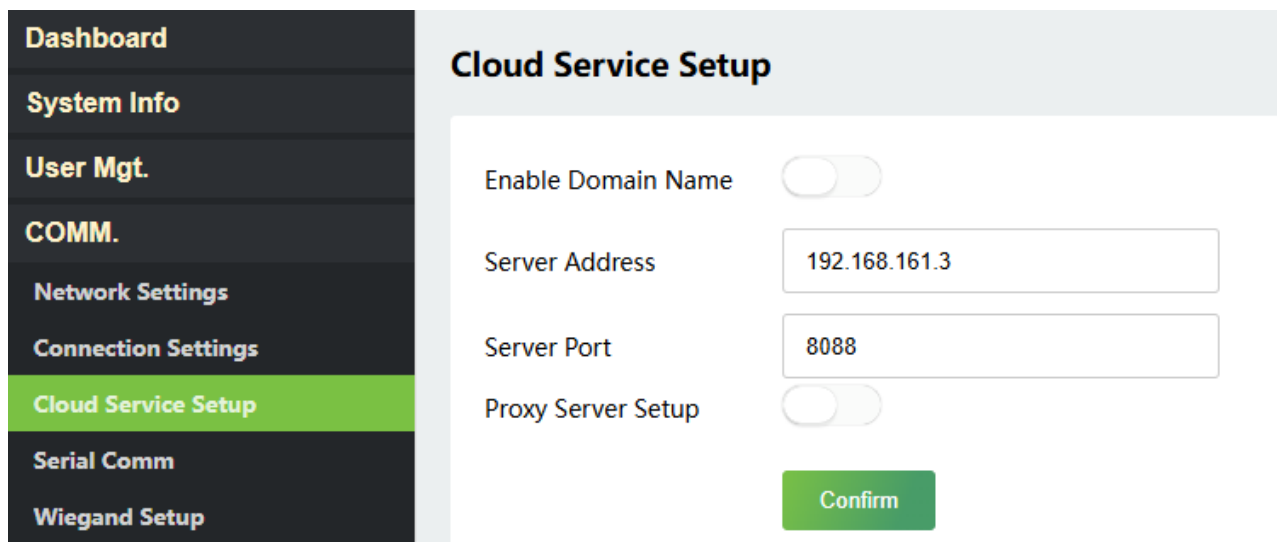 Dashboard
System Info
User Mgt.
COMM.
Network Settings
Connection Settings
Cloud Service Setup
Serial Comm
Wiegand Setup
Cloud Service Setup
Enable Domain Name
Server Address
192.168.161.3
Server Port
8088
Proxy Server Setup
Confirm